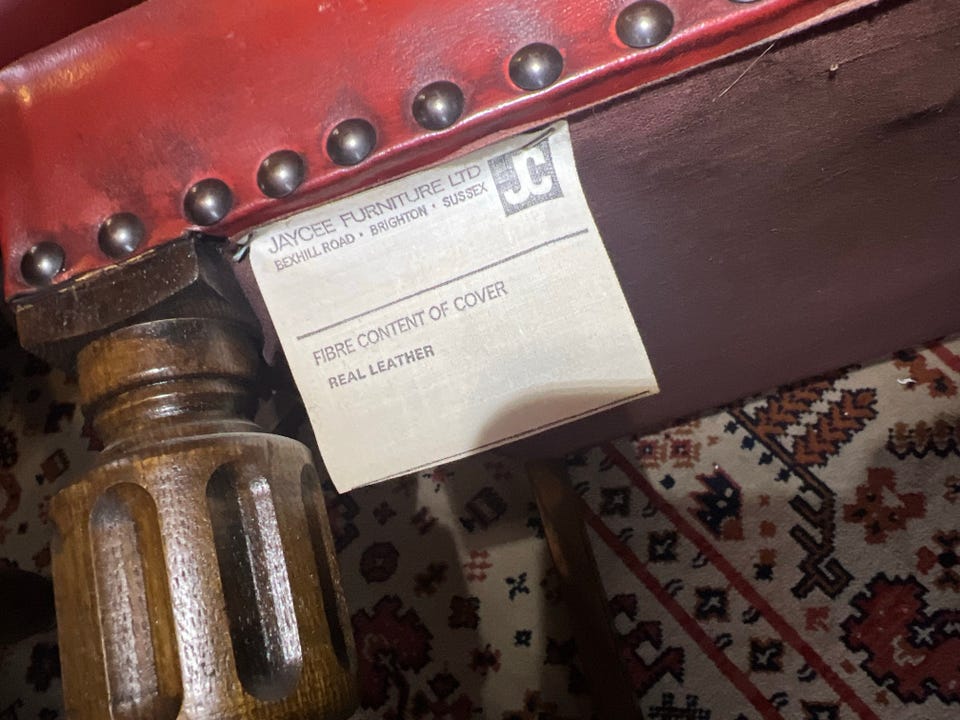 JAYCEE FURNITURE LTD
BEXHILL ROAD · BRIGHTON · SUSSEX
JC
FIBRE CONTENT OF COVER
REAL LEATHER